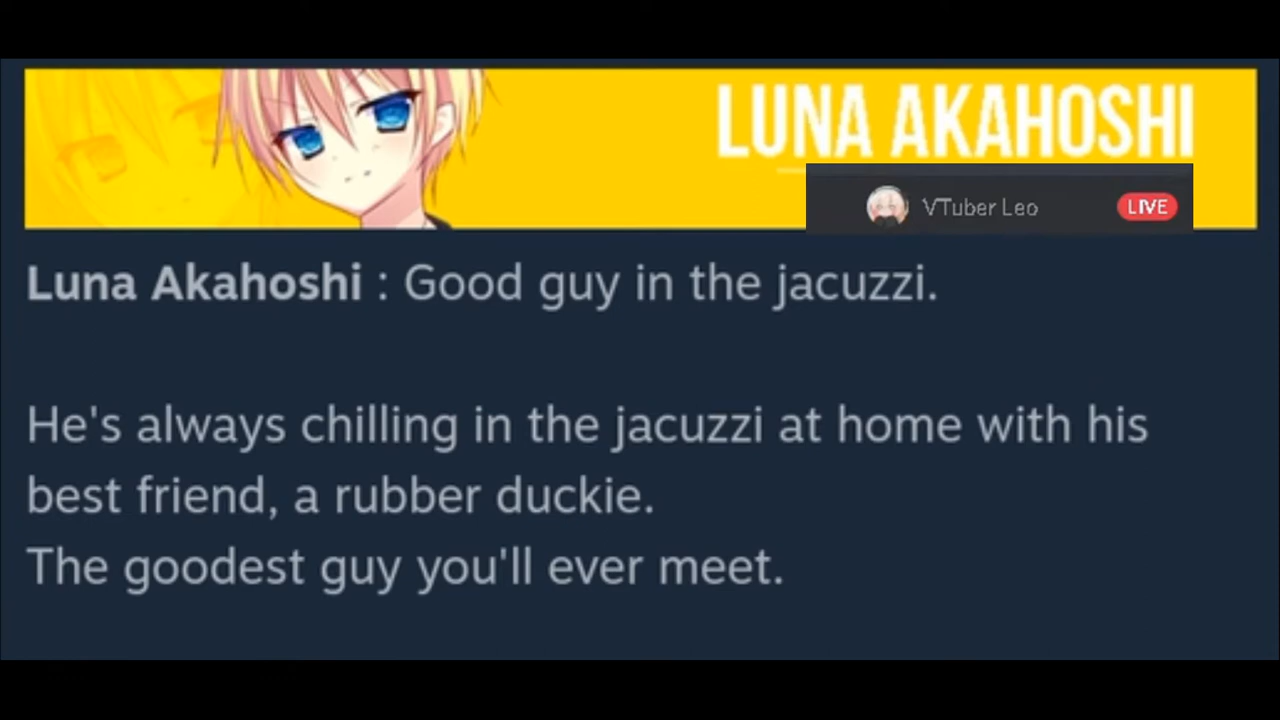 LUNA AKAHOSHI
VTuber Leo LIVE
Luna Akahoshi : Good guy in the jacuzzi.
He's always chilling in the jacuzzi at home with his
best friend, a rubber duckie.
The goodest guy you'll ever meet.